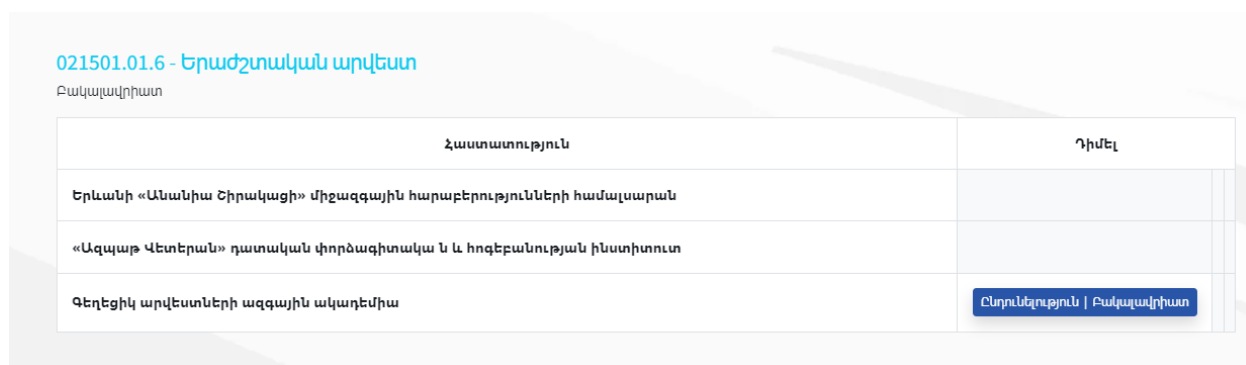 021501.01.6 - Երաժշտական արվեստ
Բակալավրիատ
Հաստատություն Դիմել
Երևանի «Անանիա Շիրակացի» միջազգային հարաբերությունների համալսարան
«Ազպաթ Վետերան» դատական փորձագիտակա ն և հոգեբանության ինստիտուտ
Գեղեցիկ արվեստների ազգային ակադեմիա Ընդունելություն | Բակալավրիատ